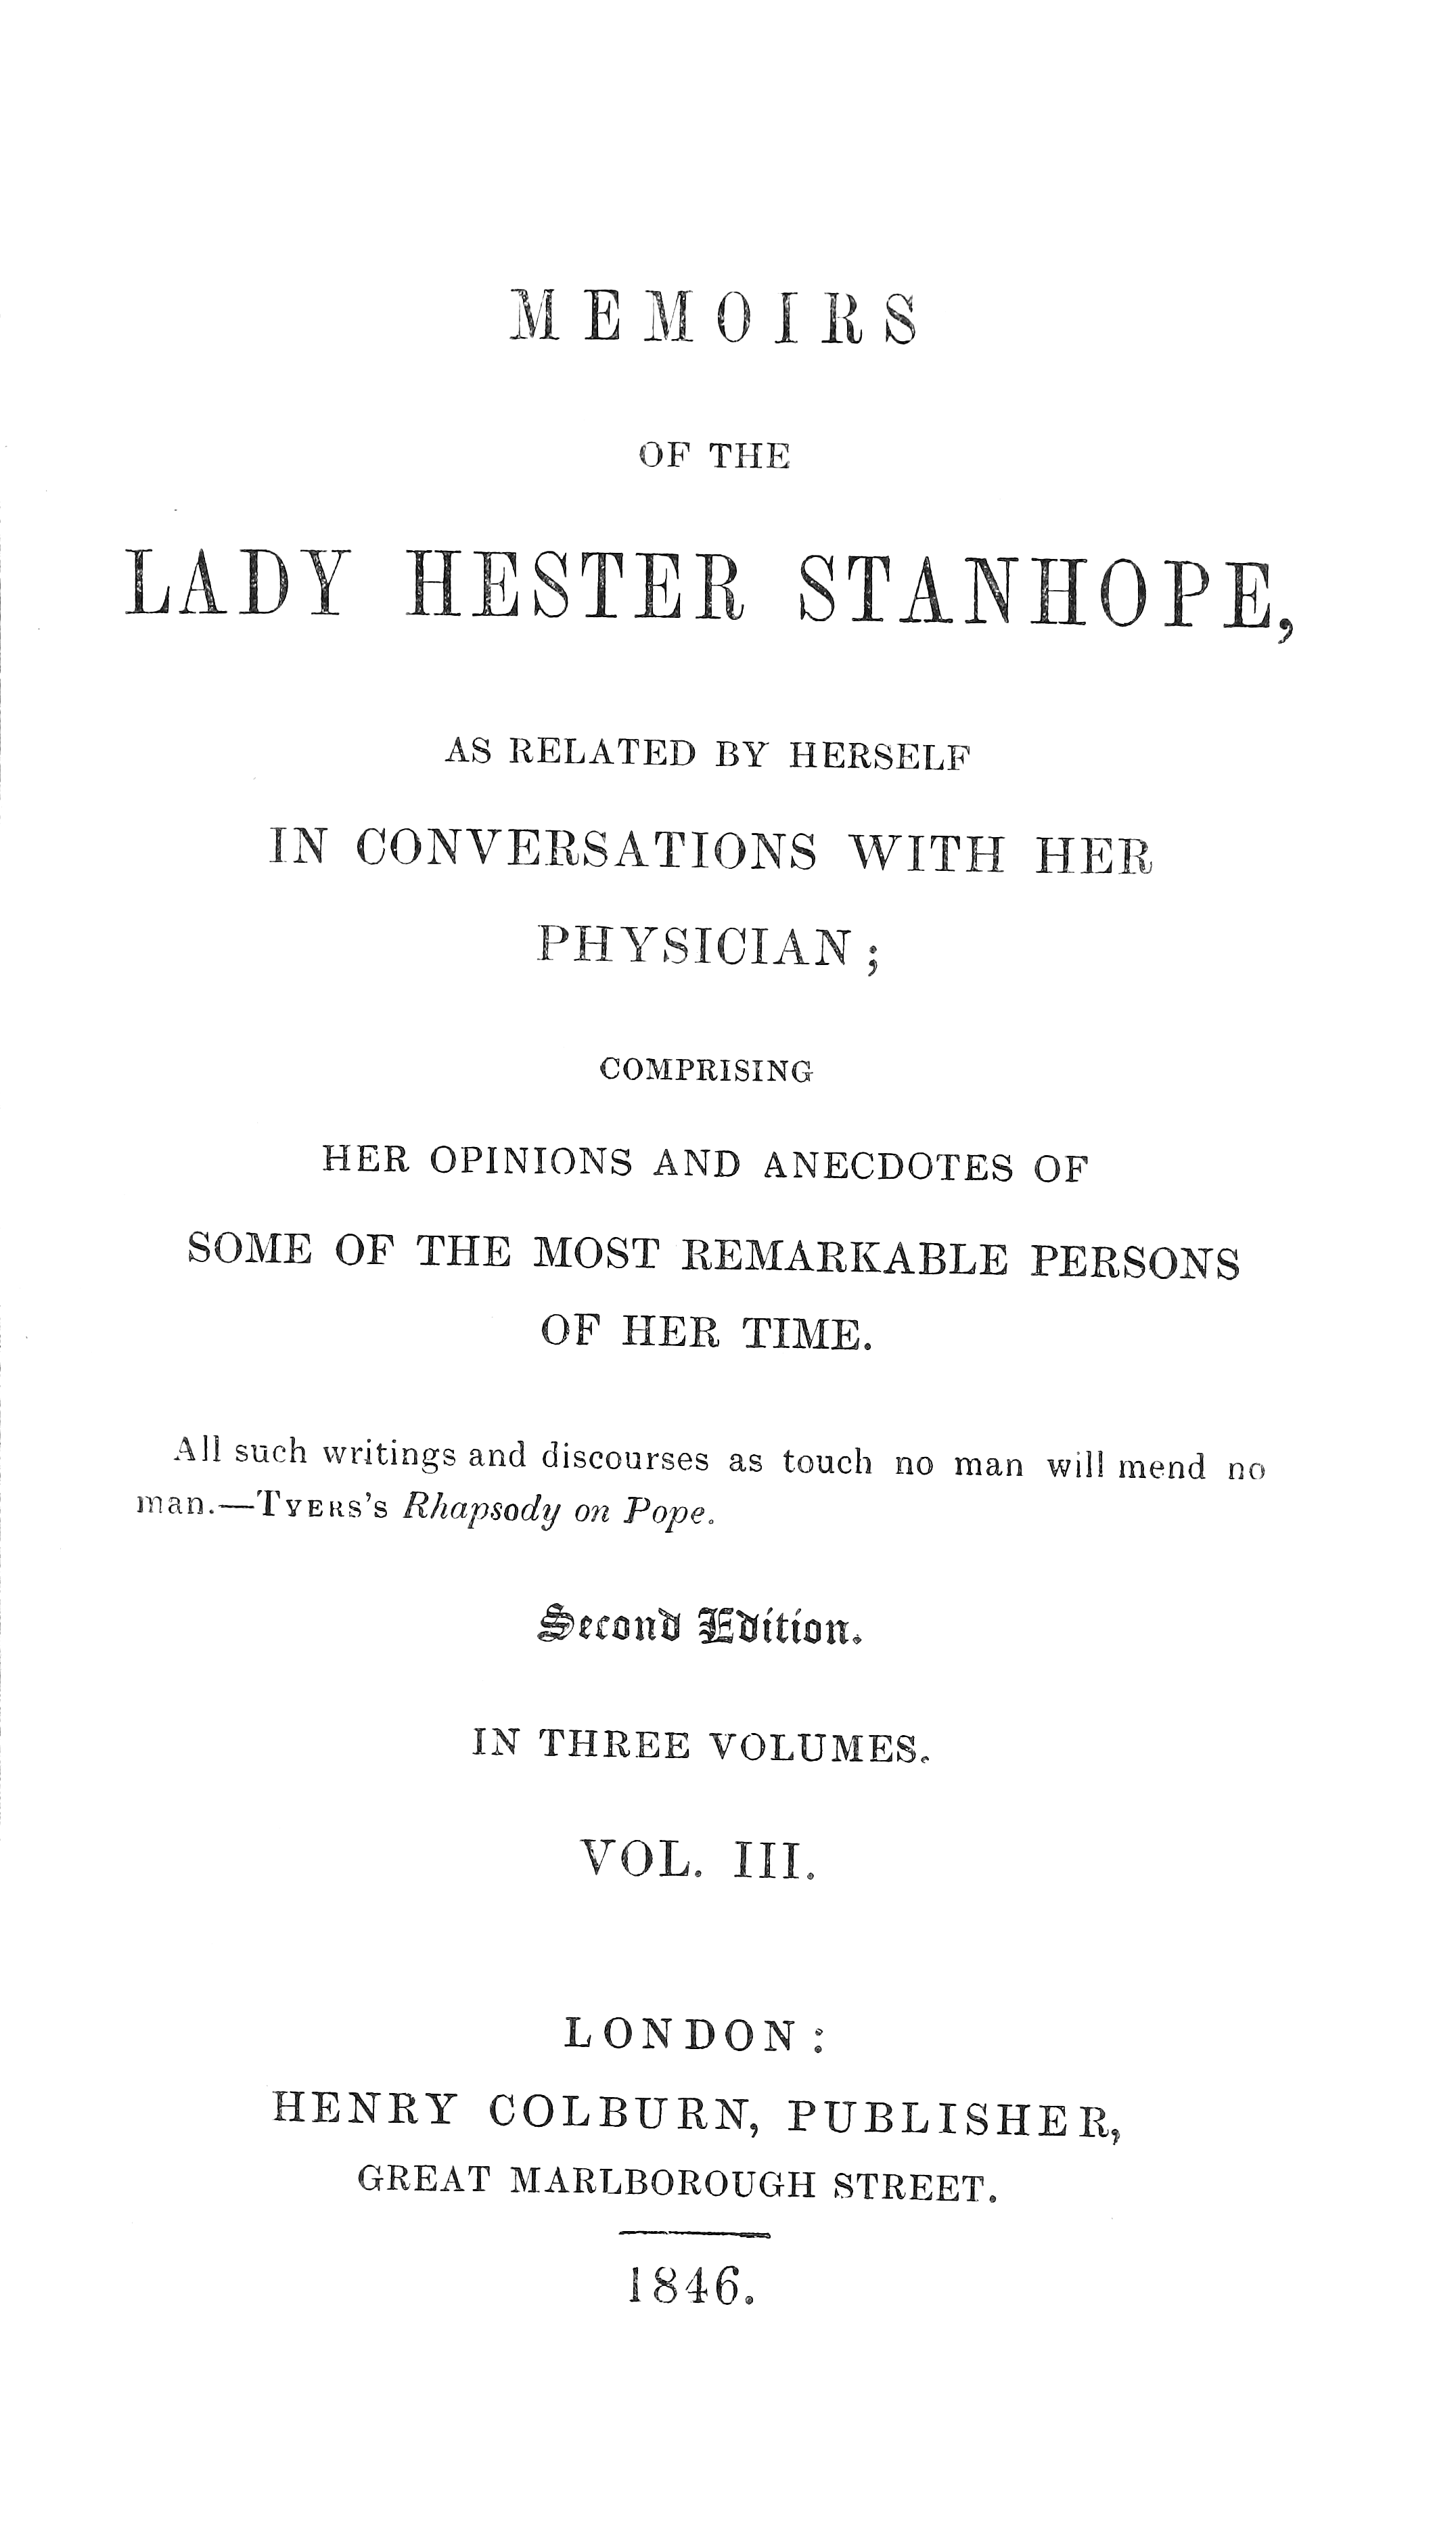 MEMOIRS
OF THE
LADY HESTER STANHOPE,
AS RELATED BY HERSELF
IN CONVERSATIONS WITH HER
PHYSICIAN;
COMPRISING
HER OPINIONS AND ANECDOTES OF
SOME OF THE MOST REMARKABLE PERSONS
OF HER TIME.
All such writings and discourses as touch no man will mend no
man.—TYERS'S Rhapsody on Pope.
Second Edition.
IN THREE VOLUMES.
VOL. III.
LONDON:
HENRY COLBURN, PUBLISHER,
GREAT MARLBOROUGH STREET.
1846.